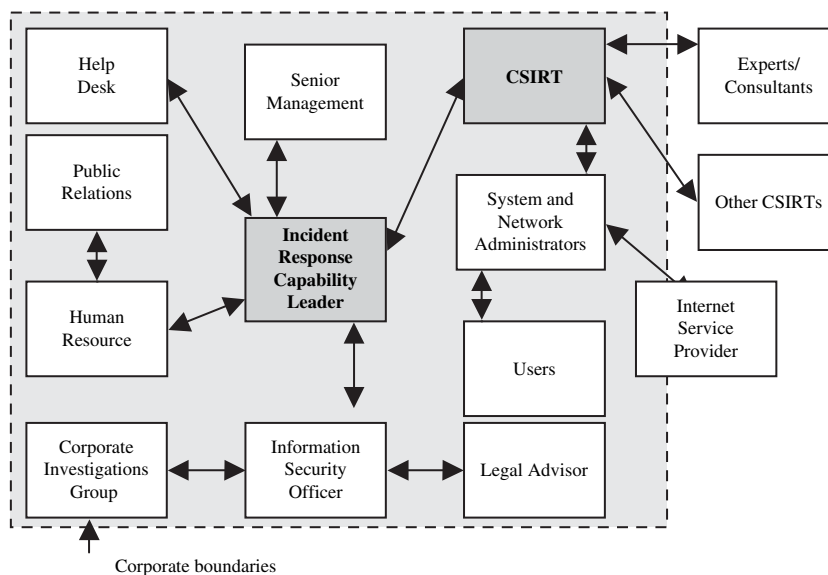 Help
Desk
Senior
Management
CSIRT
Experts/
Consultants
Public
Relations
System and
Network
Administrators
Other CSIRTs
Incident
Response
Capability
Leader
Human
Resource
Internet
Service
Provider
Users
Corporate
Investigations
Group
Information
Security
Officer
Legal Advisor
Corporate boundaries